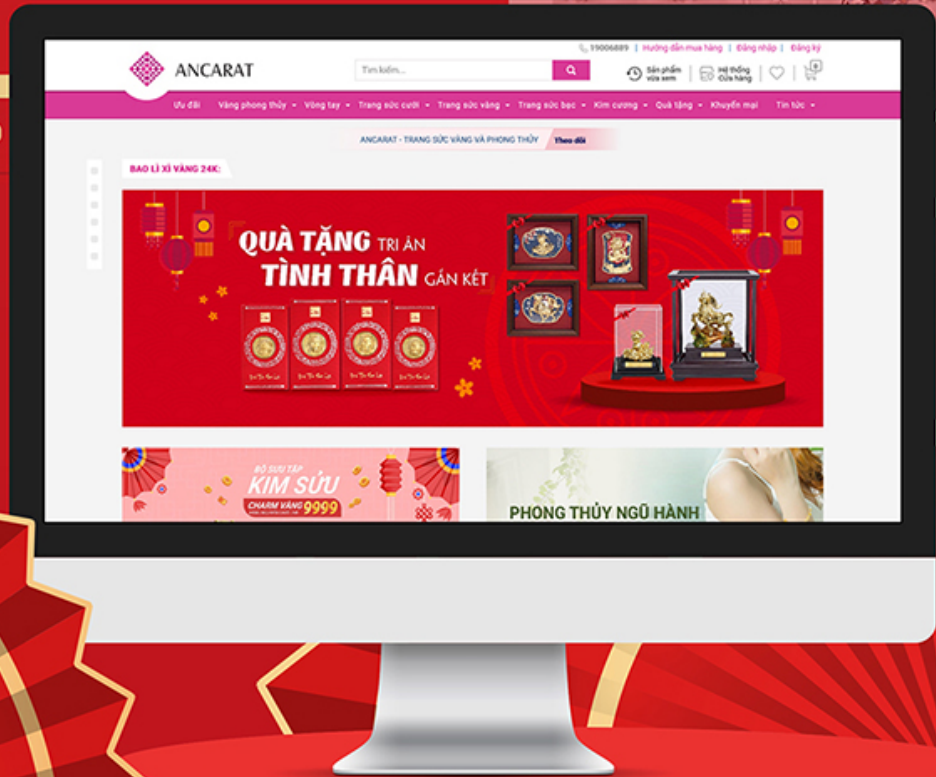 19006889 | Hướng dẫn mua hàng | Đăng nhập | Đăng ký
ANCARAT
Tìm kiếm...
Sản phẩm
vừa xem
Hệ thống
Cửa hàng
0
Ưu đãi Vàng phong thủy Vòng tay Trang sức cưới Trang sức vàng Trang sức bạc Kim cương Quà tặng Khuyến mại Tin tức
ANCARAT - TRANG SỨC VÀNG VÀ PHONG THỦY Theo dõi
BAO LÌ XÌ VÀNG 24K:
QUÀ TẶNG TRI ÂN
TÌNH THÂN GẮN KẾT
BỘ SƯU TẬP
KIM SỬU
CHARM VÀNG 9999
PHONG THỦY NGŨ HÀNH